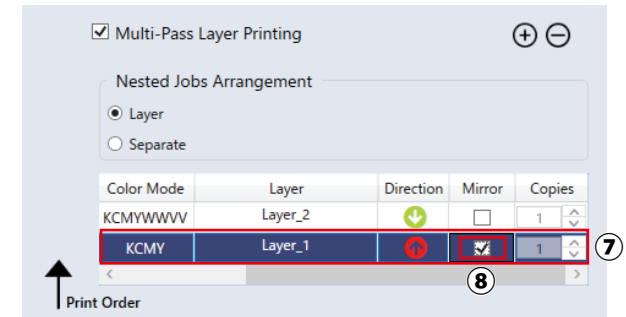 Multi-Pass Layer Printing
Nested Jobs Arrangement
Layer
Separate
Color Mode Layer Direction Mirror Copies
KCMYWWVV Layer_2 1
KCMY Layer_1 1 ⑦
⑧
Print Order